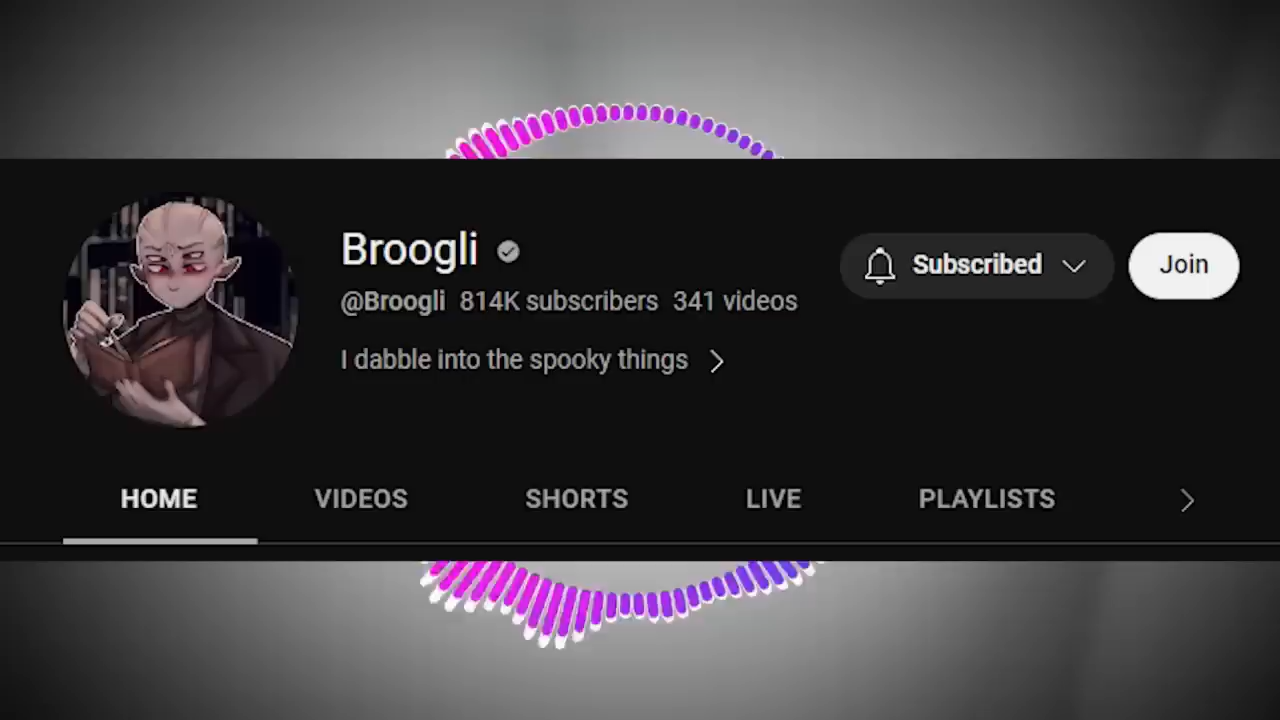 Broogli
@Broogli 814K subscribers 341 videos
I dabble into the spooky things
Subscribed
Join
HOME VIDEOS SHORTS LIVE PLAYLISTS